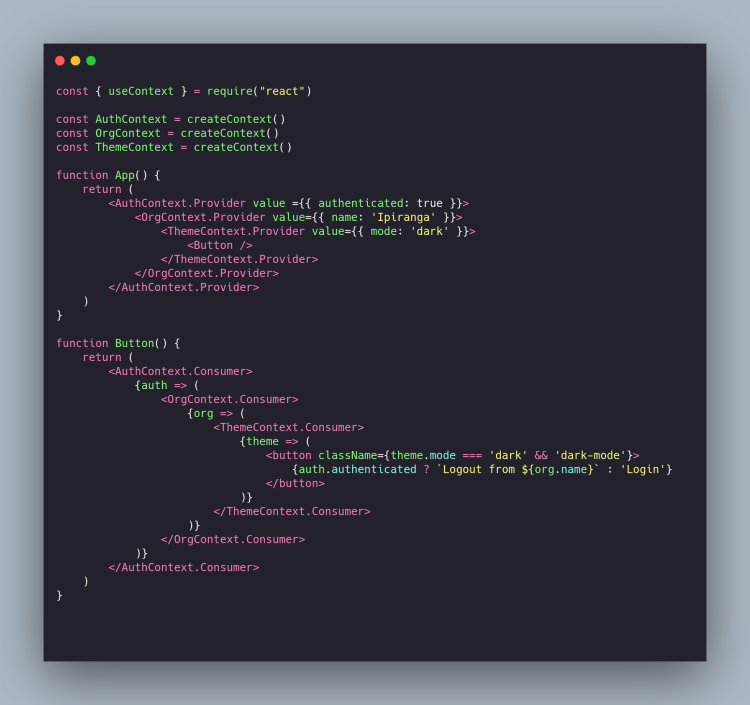 const { useContext } = require("react")

const AuthContext = createContext()
const OrgContext = createContext()
const ThemeContext = createContext()

function App() {
    return (
        <AuthContext.Provider value ={{ authenticated: true }}>
            <OrgContext.Provider value={{ name: 'Ipiranga' }}>
                <ThemeContext.Provider value={{ mode: 'dark' }}>
                    <Button />
                </ThemeContext.Provider>
            </OrgContext.Provider>
        </AuthContext.Provider>
    )
}

function Button() {
    return (
        <AuthContext.Consumer>
            {auth => (
                <OrgContext.Consumer>
                    {org => (
                        <ThemeContext.Consumer>
                            {theme => (
                                <button className={theme.mode === 'dark' && 'dark-mode'}>
                                    {auth.authenticated ? `Logout from ${org.name}` : 'Login'}
                                </button>
                            )}
                        </ThemeContext.Consumer>
                    )}
                </OrgContext.Consumer>
            )}
        </AuthContext.Consumer>
    )
}